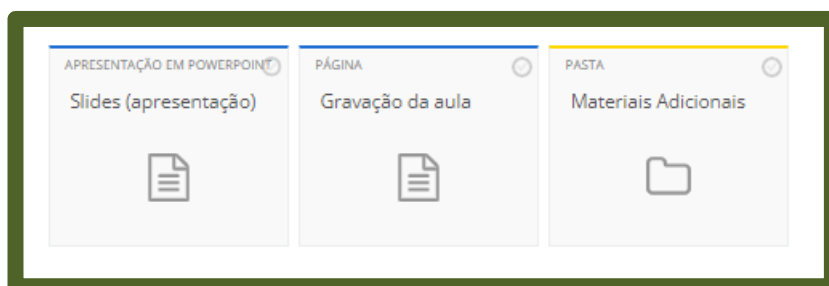 APRESENTAÇÃO EM POWERPOINT
Slides (apresentação)
PÁGINA
Gravação da aula
PASTA
Materiais Adicionais